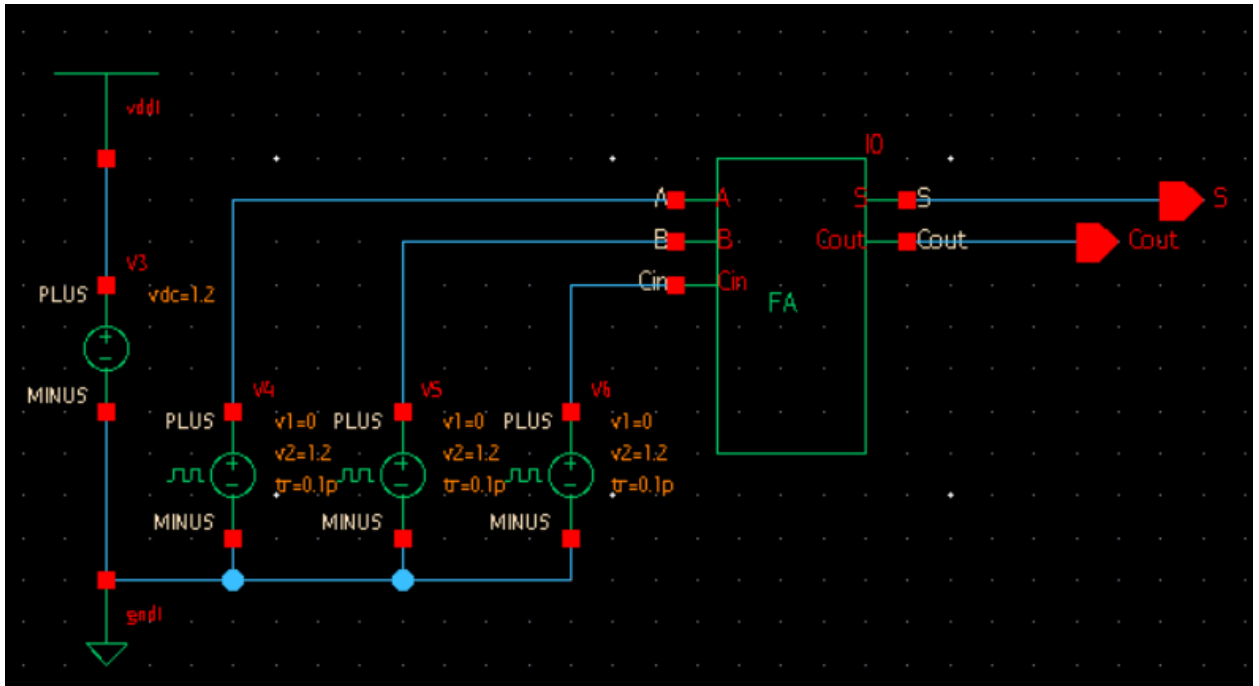 vdd!
I0
A
A
S
S
S
B
B
Cout
Cout
Cout
Cin
Cin
FA
V3
PLUS
vdc=1.2
MINUS
V4
V5
V6
PLUS
v1=0
PLUS
v1=0
PLUS
v1=0
v2=1.2
v2=1.2
v2=1.2
tr=0.1p
tr=0.1p
tr=0.1p
MINUS
MINUS
MINUS
gnd!